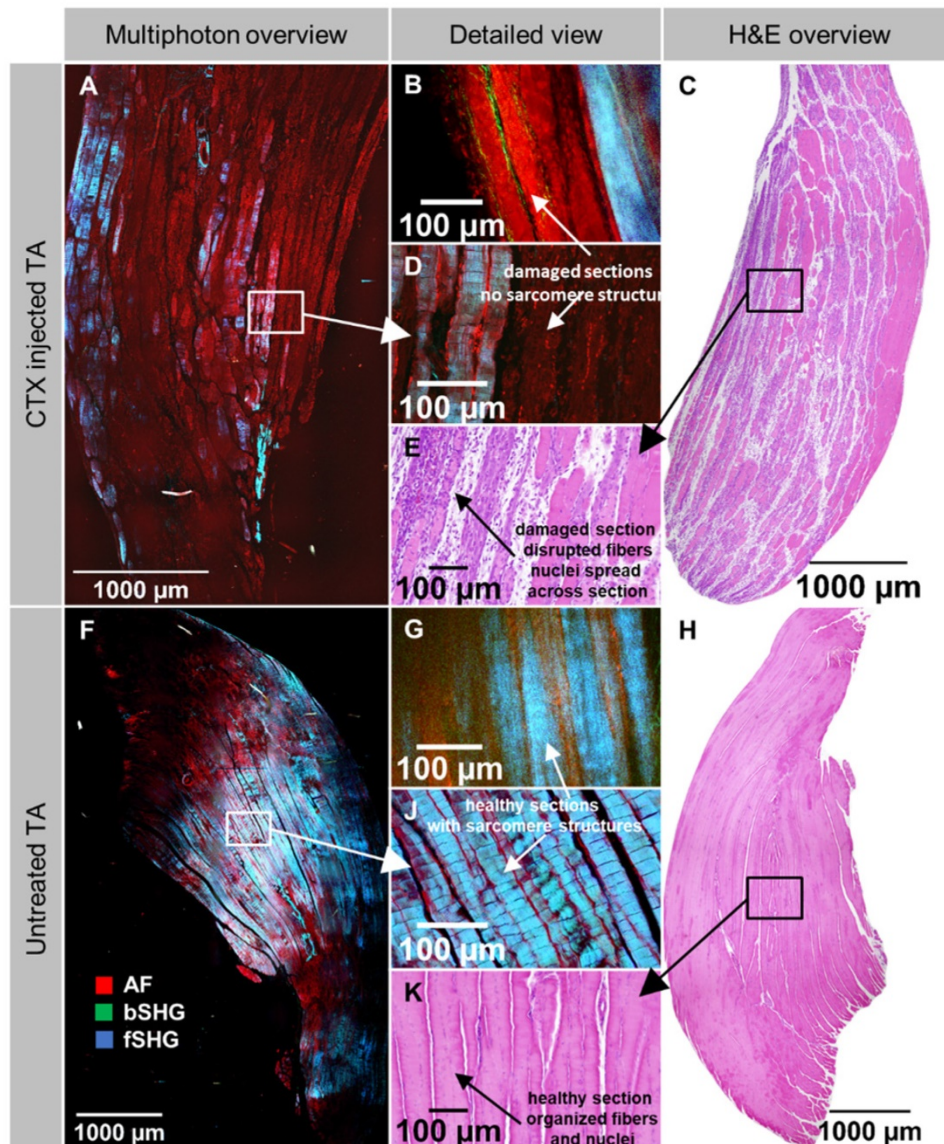 Multiphoton overview
Detailed view
H&E overview
CTX injected TA
A
1000 µm
B
100 µm
damaged sections
no sarcomere structur
D
100 µm
E
damaged section
disrupted fibers
nuclei spread
across section
100 µm
C
1000 µm
Untreated TA
F
AF
bSHG
fSHG
1000 µm
G
100 µm
healthy sections
with sarcomere structures
J
100 µm
K
healthy section
organized fibers
and nuclei
100 µm
H
1000 µm